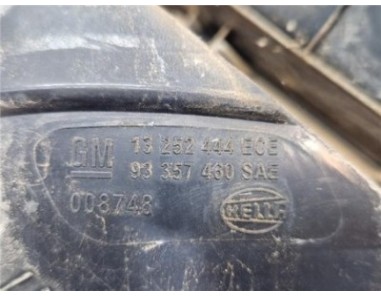 GM 13 252 444 ECE
93 357 460 SAE
008748 HELLA